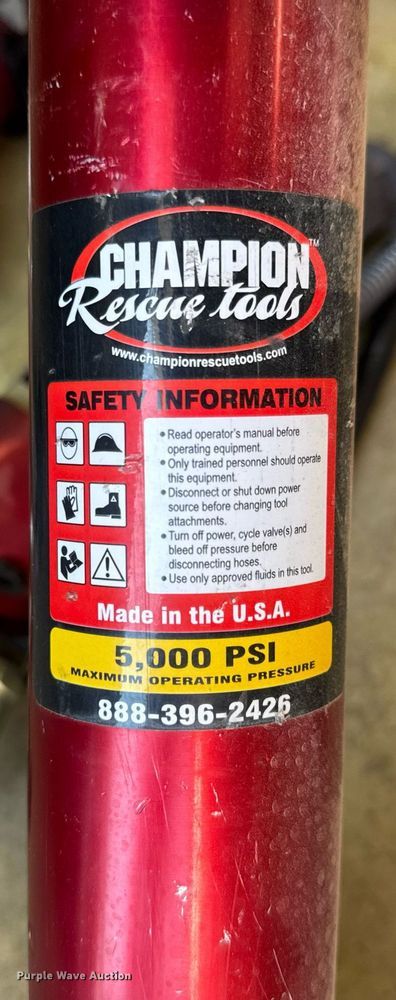 CHAMPION™
Rescue tools
www.championrescuetools.com
SAFETY INFORMATION
• Read operator's manual before
operating equipment.
• Only trained personnel should operate
this equipment.
• Disconnect or shut down power
source before changing tool
attachments.
• Turn off power, cycle valve(s) and
bleed off pressure before
disconnecting hoses.
• Use only approved fluids in this tool.
Made in the U.S.A.
5,000 PSI
MAXIMUM OPERATING PRESSURE
888-396-2426
Purple Wave Auction